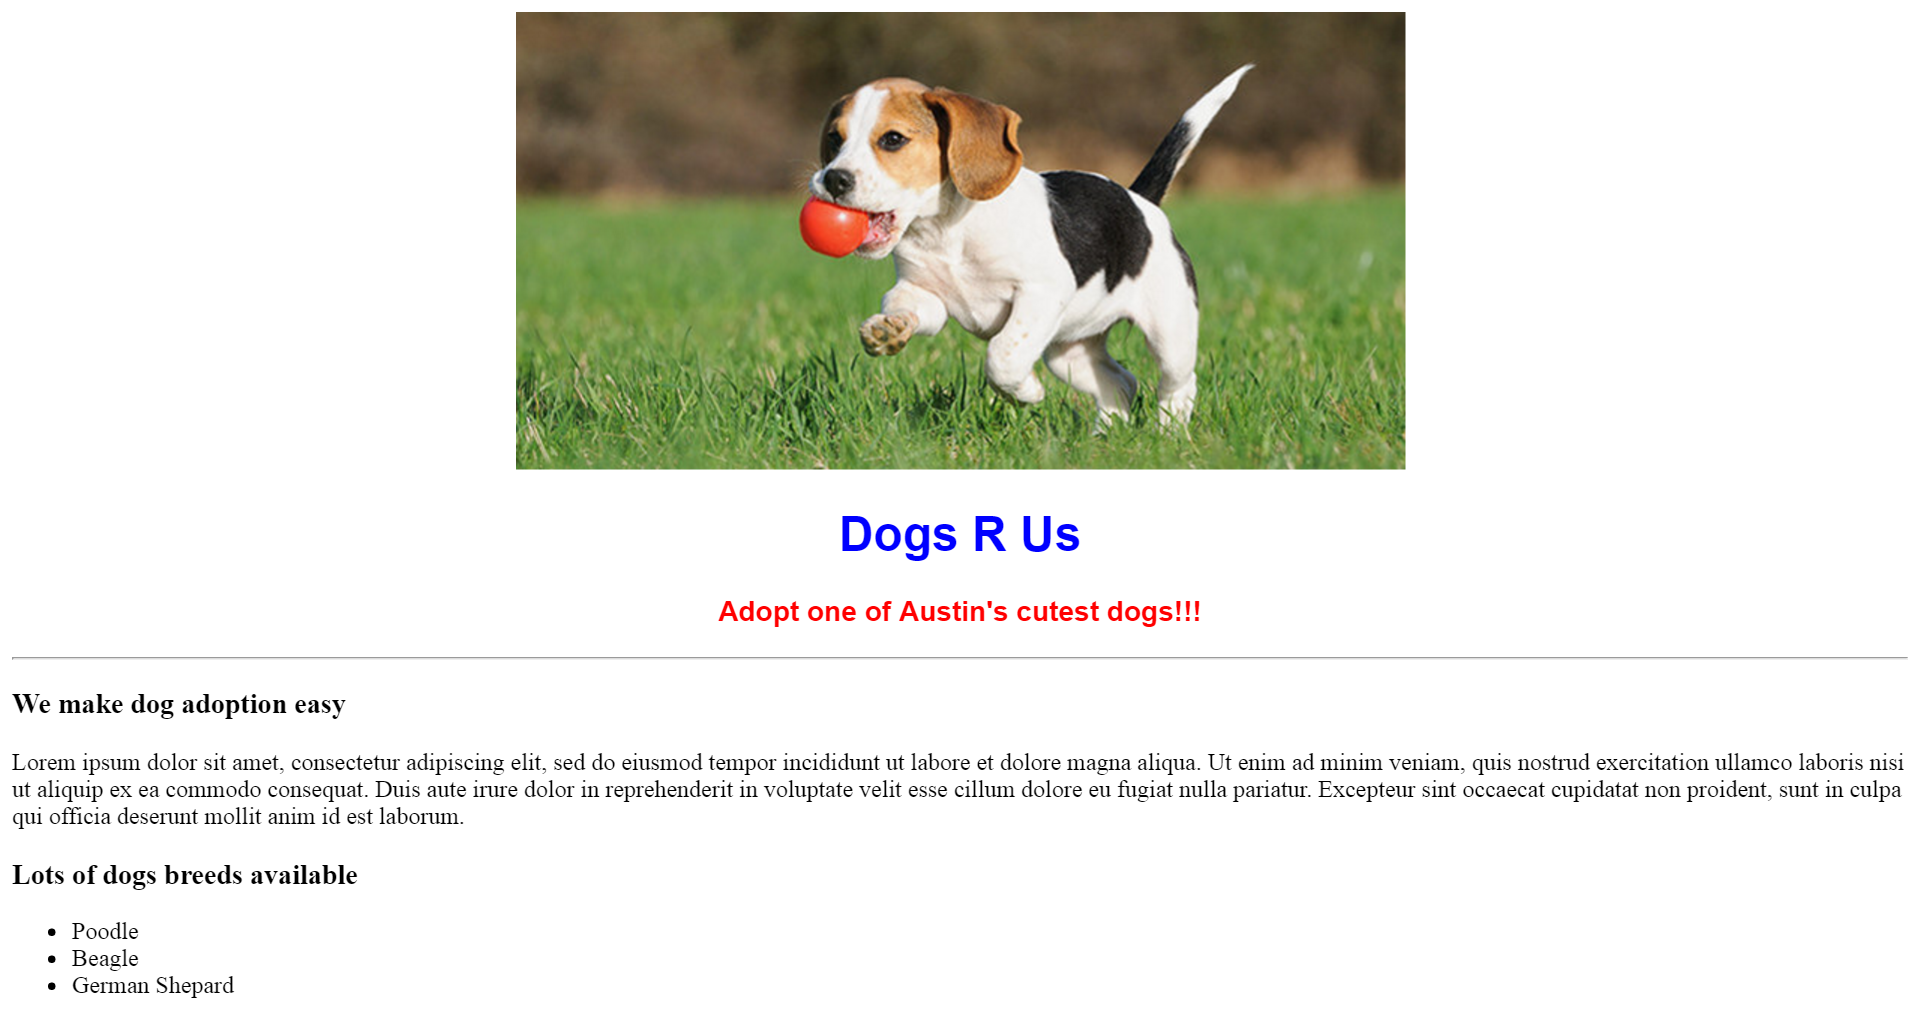 Dogs R Us
Adopt one of Austin's cutest dogs!!!
We make dog adoption easy
Lorem ipsum dolor sit amet, consectetur adipiscing elit, sed do eiusmod tempor incididunt ut labore et dolore magna aliqua. Ut enim ad minim veniam, quis nostrud exercitation ullamco laboris nisi
ut aliquip ex ea commodo consequat. Duis aute irure dolor in reprehenderit in voluptate velit esse cillum dolore eu fugiat nulla pariatur. Excepteur sint occaecat cupidatat non proident, sunt in culpa
qui officia deserunt mollit anim id est laborum.
Lots of dogs breeds available
• Poodle
• Beagle
• German Shepard